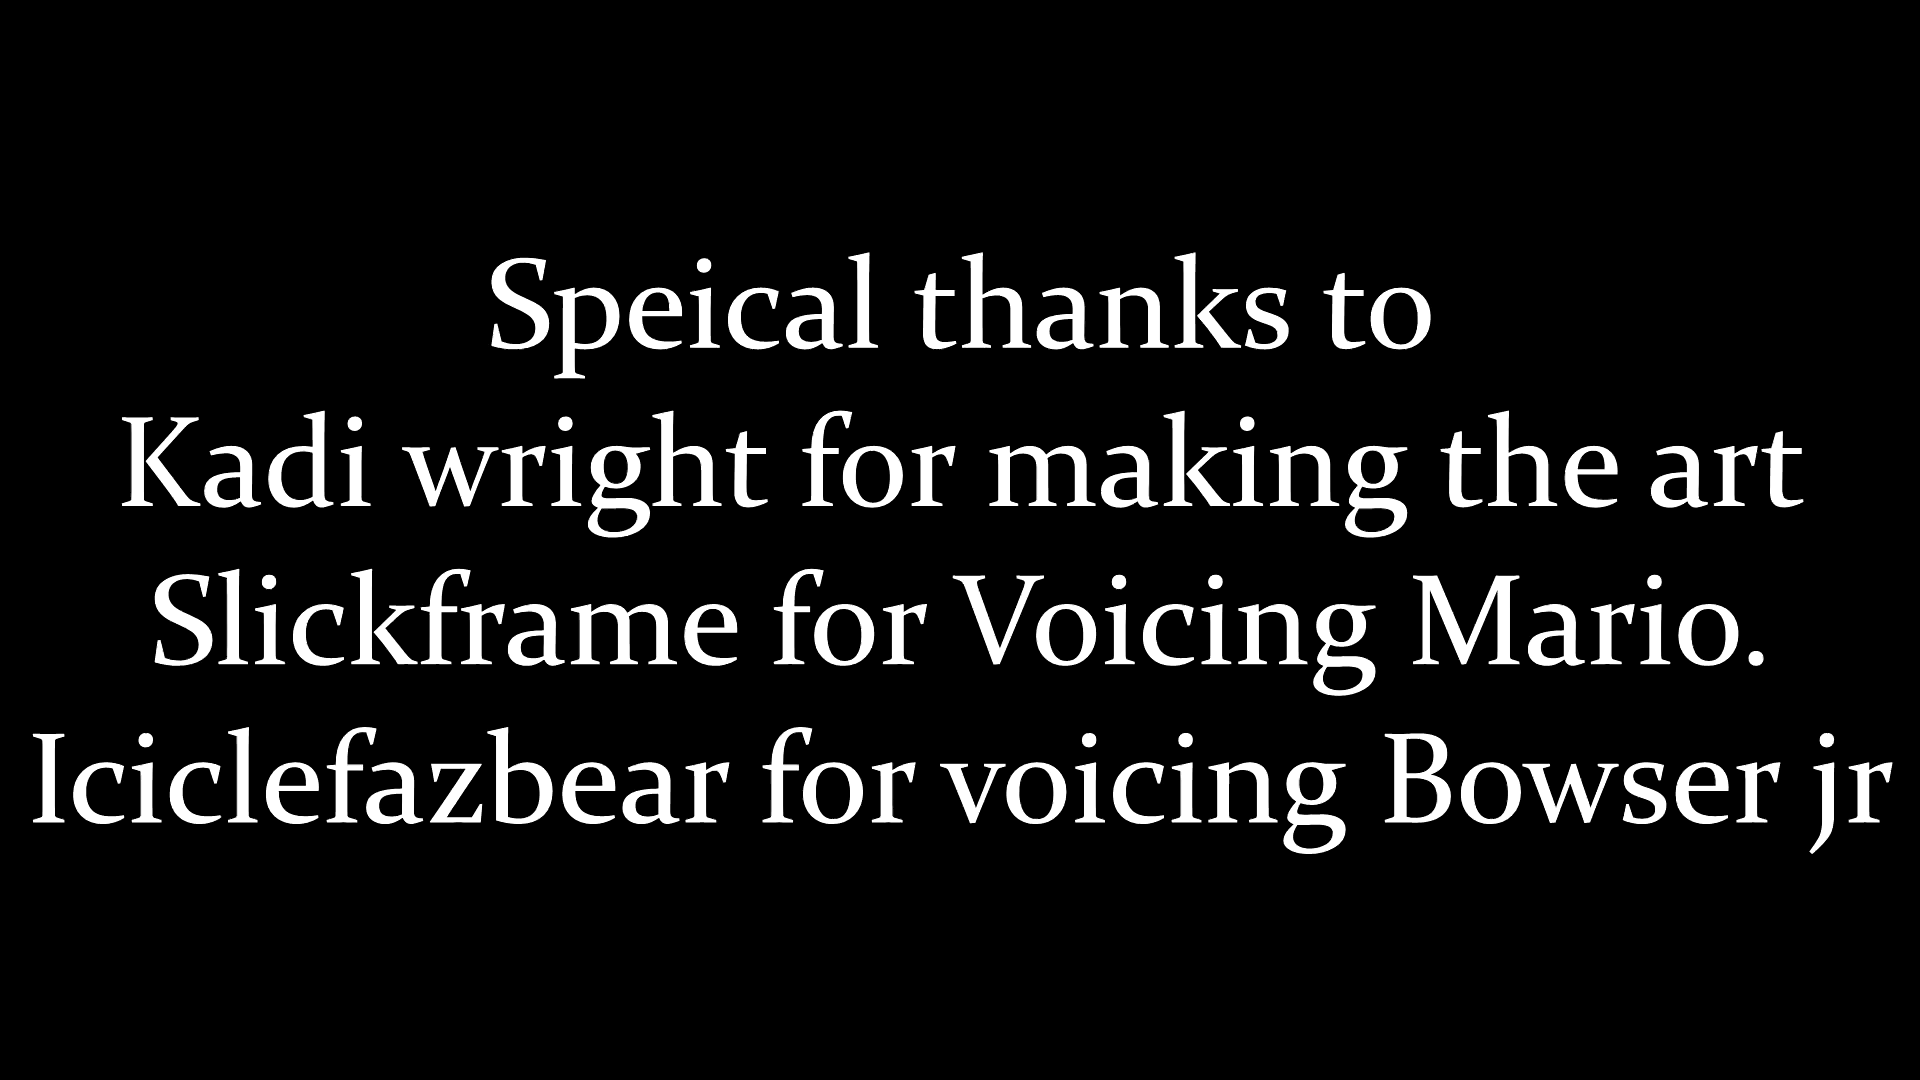 Speical thanks to
Kadi wright for making the art
Slickframe for Voicing Mario.
Iciclefazbear for voicing Bowser jr